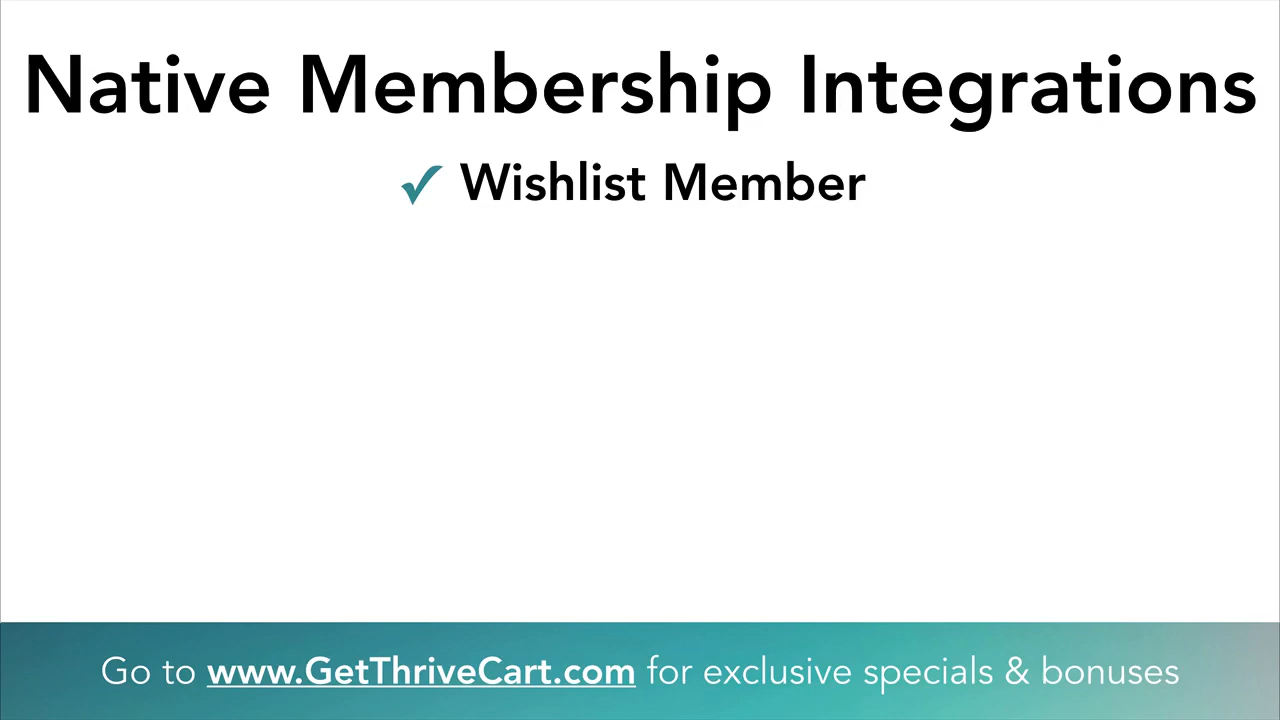 Native Membership Integrations
✓ Wishlist Member
Go to www.GetThriveCart.com for exclusive specials & bonuses